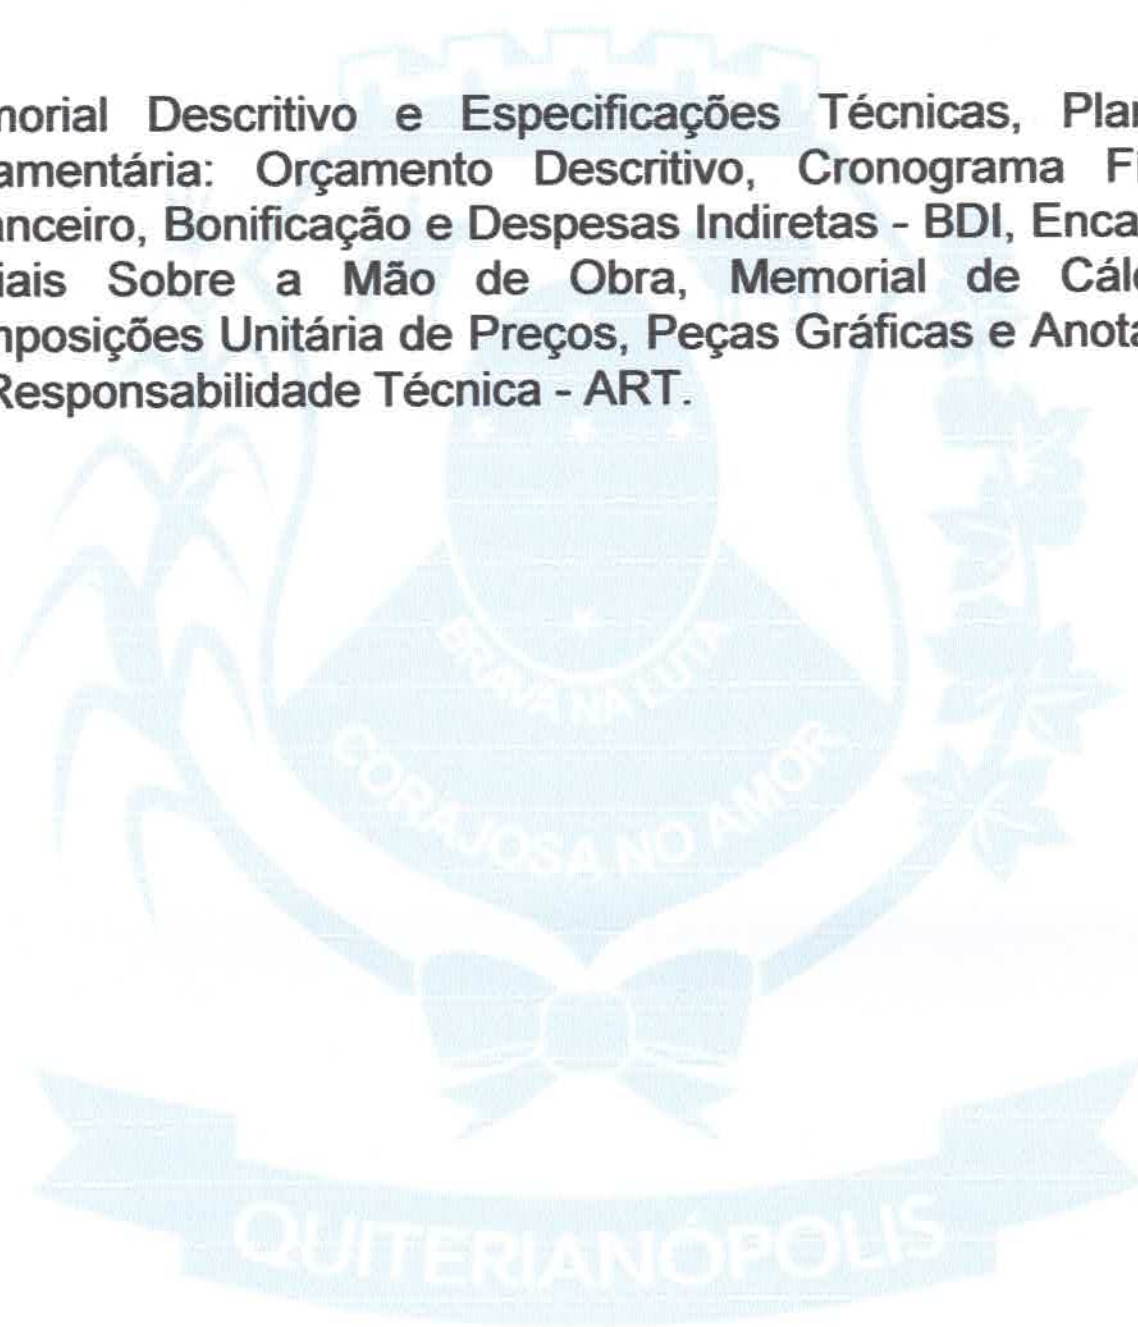 morial Descritivo e Especificações Técnicas, Plan
amentária: Orçamento Descritivo, Cronograma Fí
anceiro, Bonificação e Despesas Indiretas - BDI, Enca
iais Sobre a Mão de Obra, Memorial de Cálc
nposições Unitária de Preços, Peças Gráficas e Anota
Responsabilidade Técnica - ART.
BRAVA NA LUTA
CORAJOSA NO AMOR
QUITERIANÓPOLIS